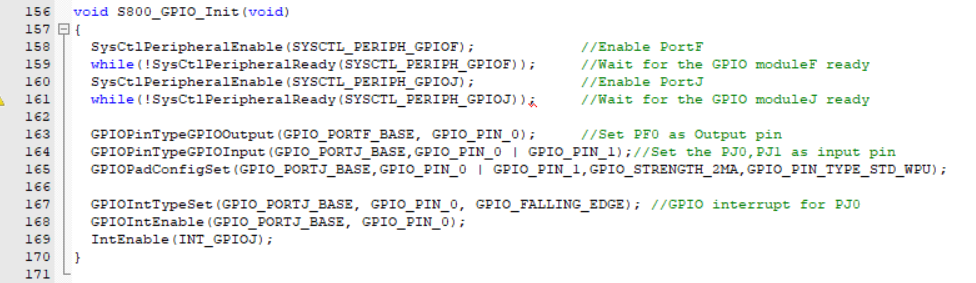 156 void S800_GPIO_Init(void)
157 {
158 SysCtlPeripheralEnable(SYSCTL_PERIPH_GPIOF); //Enable PortF
159 while(!SysCtlPeripheralReady(SYSCTL_PERIPH_GPIOF)); //Wait for the GPIO moduleF ready
160 SysCtlPeripheralEnable(SYSCTL_PERIPH_GPIOJ); //Enable PortJ
161 while(!SysCtlPeripheralReady(SYSCTL_PERIPH_GPIOJ)); //Wait for the GPIO moduleJ ready
162
163 GPIOPinTypeGPIOOutput(GPIO_PORTF_BASE, GPIO_PIN_0); //Set PF0 as Output pin
164 GPIOPinTypeGPIOInput(GPIO_PORTJ_BASE,GPIO_PIN_0 | GPIO_PIN_1);//Set the PJ0,PJ1 as input pin
165 GPIOPadConfigSet(GPIO_PORTJ_BASE,GPIO_PIN_0 | GPIO_PIN_1,GPIO_STRENGTH_2MA,GPIO_PIN_TYPE_STD_WPU);
166
167 GPIOIntTypeSet(GPIO_PORTJ_BASE, GPIO_PIN_0, GPIO_FALLING_EDGE); //GPIO interrupt for PJ0
168 GPIOIntEnable(GPIO_PORTJ_BASE, GPIO_PIN_0);
169 IntEnable(INT_GPIOJ);
170 }
171